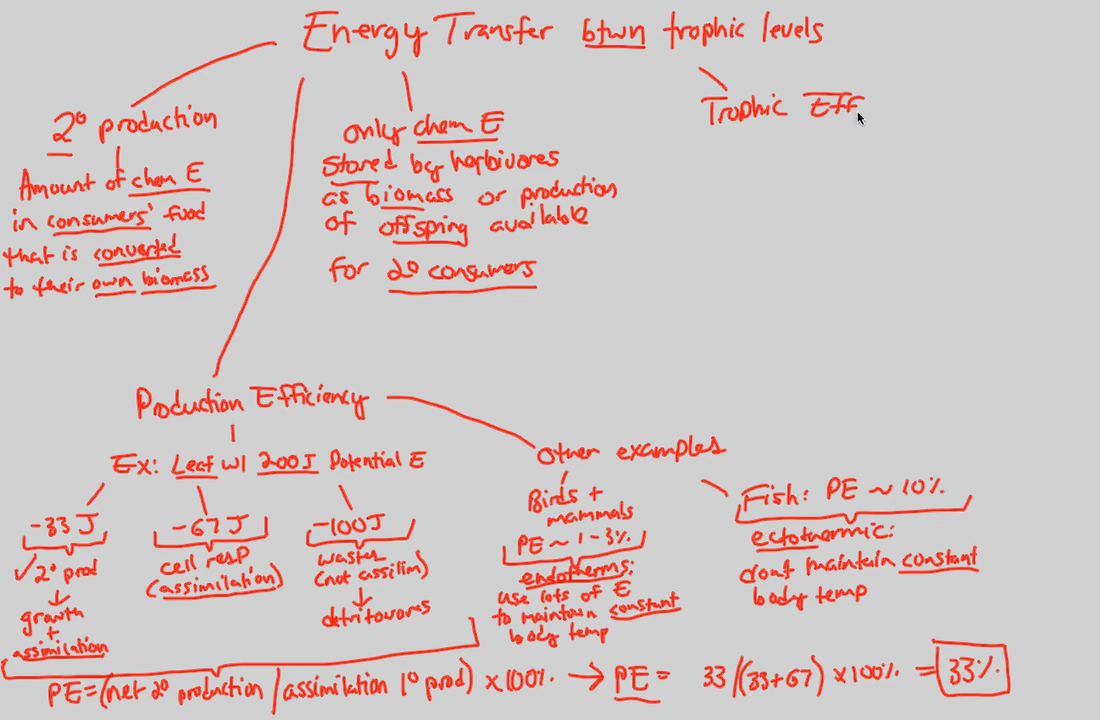 Energy Transfer btwn trophic levels
2° production
Amount of chem E
in consumers' food
that is converted
to their own biomass
only chem E
stored by herbivores
as biomass or production
of offspring available
for 2° consumers
Trophic Eff
Production Efficiency
Ex: Leaf w/ 200J Potential E
-33 J
✓ 2° prod
↓
growth
+
assimilation
-67 J
cell resp
(assimilation)
-100J
wastes
(not assilim)
↓
detritovores
Other examples
Birds +
mammals
PE ~ 1-3%
endotherms:
use lots of E
to maintain constant
body temp
Fish: PE ~ 10%
ectothermic:
dont maintain constant
body temp
PE=(net 2° production / assimilation 1° prod) ×100% → PE = 33/(33+67) ×100% = 33%